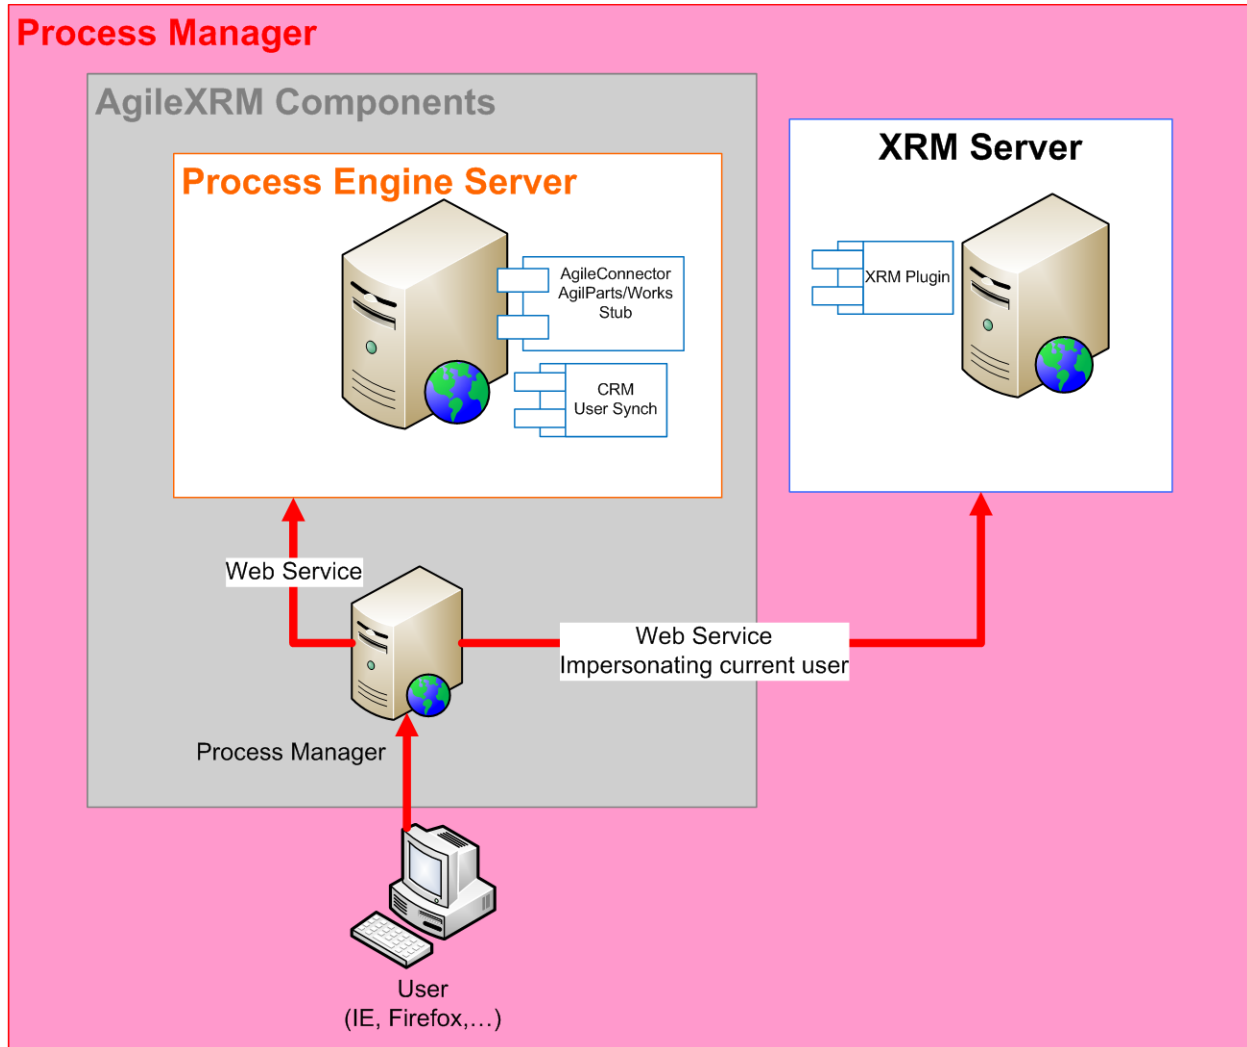 Process Manager
AgileXRM Components
Process Engine Server
AgileConnector
AgilParts/Works
Stub
CRM
User Synch
XRM Server
XRM Plugin
Web Service
Web Service
Impersonating current user
Process Manager
User
(IE, Firefox,...)